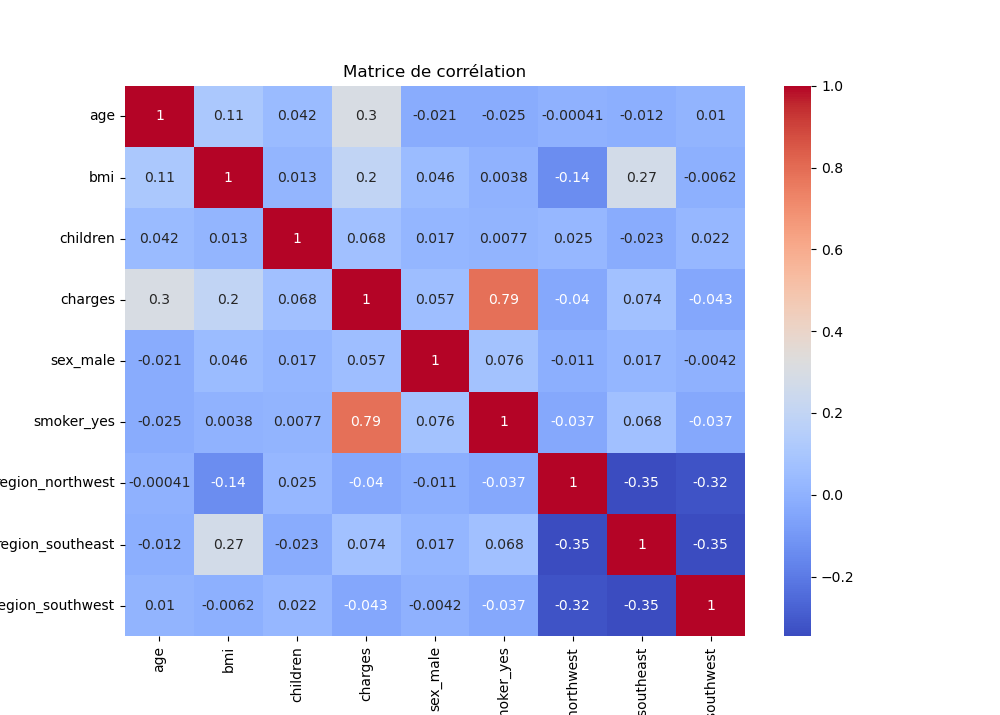 Matrice de corrélation
1.0
age 1 0.11 0.042 0.3 -0.021 -0.025 -0.00041 -0.012 0.01
0.8
bmi 0.11 1 0.013 0.2 0.046 0.0038 -0.14 0.27 -0.0062
children 0.042 0.013 1 0.068 0.017 0.0077 0.025 -0.023 0.022
0.6
charges 0.3 0.2 0.068 1 0.057 0.79 -0.04 0.074 -0.043
0.4
sex_male -0.021 0.046 0.017 0.057 1 0.076 -0.011 0.017 -0.0042
0.2
smoker_yes -0.025 0.0038 0.0077 0.79 0.076 1 -0.037 0.068 -0.037
0.0
egion_northwest -0.00041 -0.14 0.025 -0.04 -0.011 -0.037 1 -0.35 -0.32
egion_southeast -0.012 0.27 -0.023 0.074 0.017 0.068 -0.35 1 -0.35
−0.2
egion_southwest 0.01 -0.0062 0.022 -0.043 -0.0042 -0.037 -0.32 -0.35 1
age
bmi
children
charges
sex_male
noker_yes
northwest
southeast
southwest